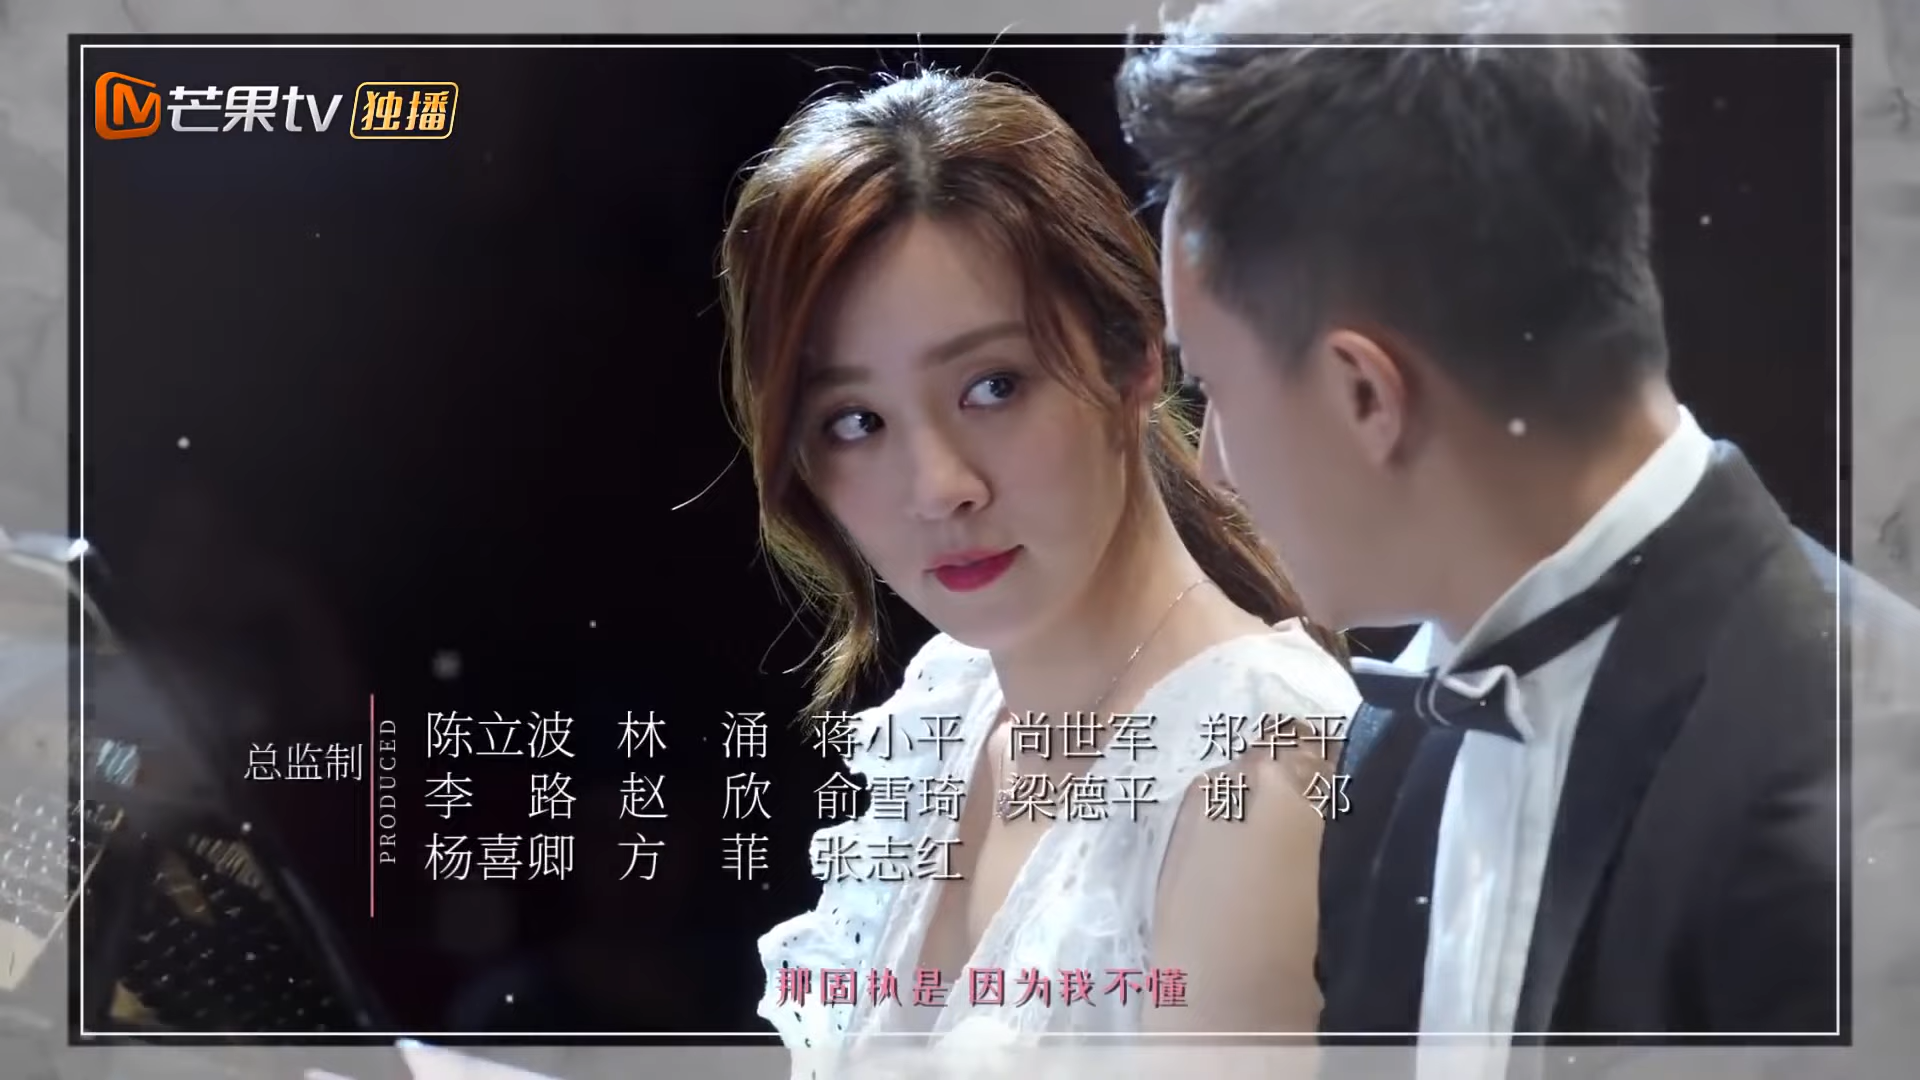 芒果tv 独播
总监制
PRODUCED
陈立波 林 涌 蒋小平 尚世军 郑华平
李 路 赵 欣 俞雪琦 梁德平 谢 邻
杨喜卿 方 菲 张志红
那固执是 因为我不懂